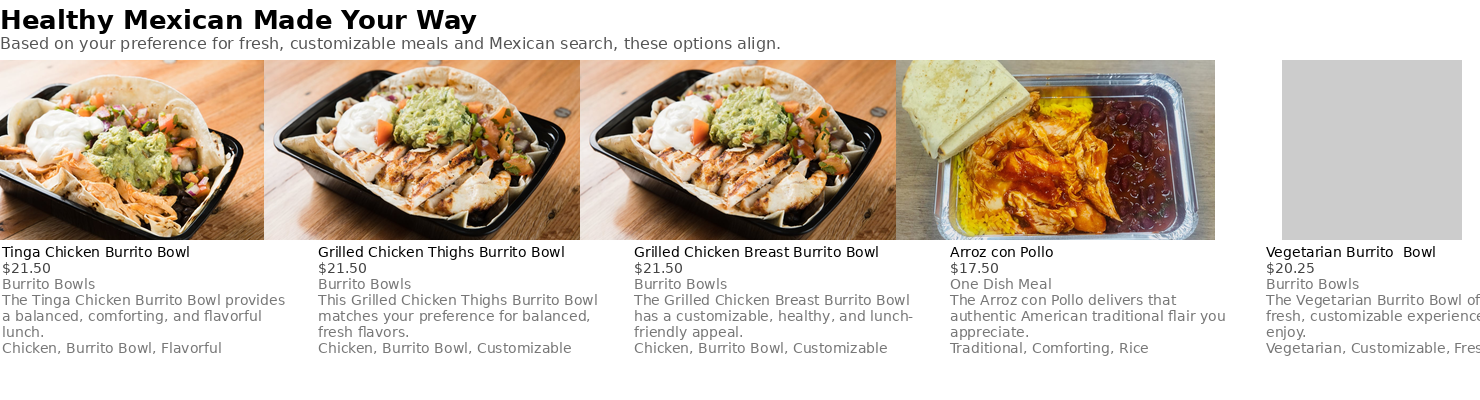 Healthy Mexican Made Your Way
Based on your preference for fresh, customizable meals and Mexican search, these options align.
Tinga Chicken Burrito Bowl
$21.50
Burrito Bowls
The Tinga Chicken Burrito Bowl provides
a balanced, comforting, and flavorful
lunch.
Chicken, Burrito Bowl, Flavorful
Grilled Chicken Thighs Burrito Bowl
$21.50
Burrito Bowls
This Grilled Chicken Thighs Burrito Bowl
matches your preference for balanced,
fresh flavors.
Chicken, Burrito Bowl, Customizable
Grilled Chicken Breast Burrito Bowl
$21.50
Burrito Bowls
The Grilled Chicken Breast Burrito Bowl
has a customizable, healthy, and lunch-
friendly appeal.
Chicken, Burrito Bowl, Customizable
Arroz con Pollo
$17.50
One Dish Meal
The Arroz con Pollo delivers that
authentic American traditional flair you
appreciate.
Traditional, Comforting, Rice
Vegetarian Burrito  Bowl
$20.25
Burrito Bowls
The Vegetarian Burrito Bowl of
fresh, customizable experience
enjoy.
Vegetarian, Customizable, Fres